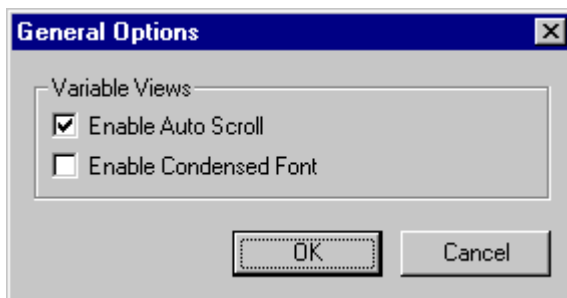 General Options
Variable Views
Enable Auto Scroll
Enable Condensed Font
OK Cancel